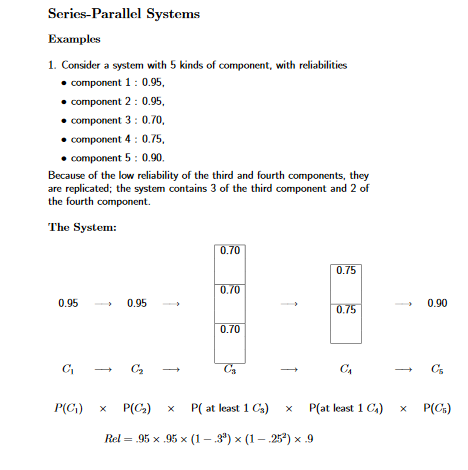 Series-Parallel Systems
Examples
1. Consider a system with 5 kinds of component, with reliabilities
• component 1 : 0.95,
• component 2 : 0.95,
• component 3 : 0.70,
• component 4 : 0.75,
• component 5 : 0.90.
Because of the low reliability of the third and fourth components, they
are replicated; the system contains 3 of the third component and 2 of
the fourth component.
The System:
0.70
0.75
0.70
0.95 → 0.95 → → → 0.90
0.75
0.70
C₁ → C₂ → C₃ → C₄ → C₅
P(C₁) × P(C₂) × P( at least 1 C₃) × P(at least 1 C₄) × P(C₅)
Rel = .95 × .95 × (1 − .3³) × (1 − .25²) × .9